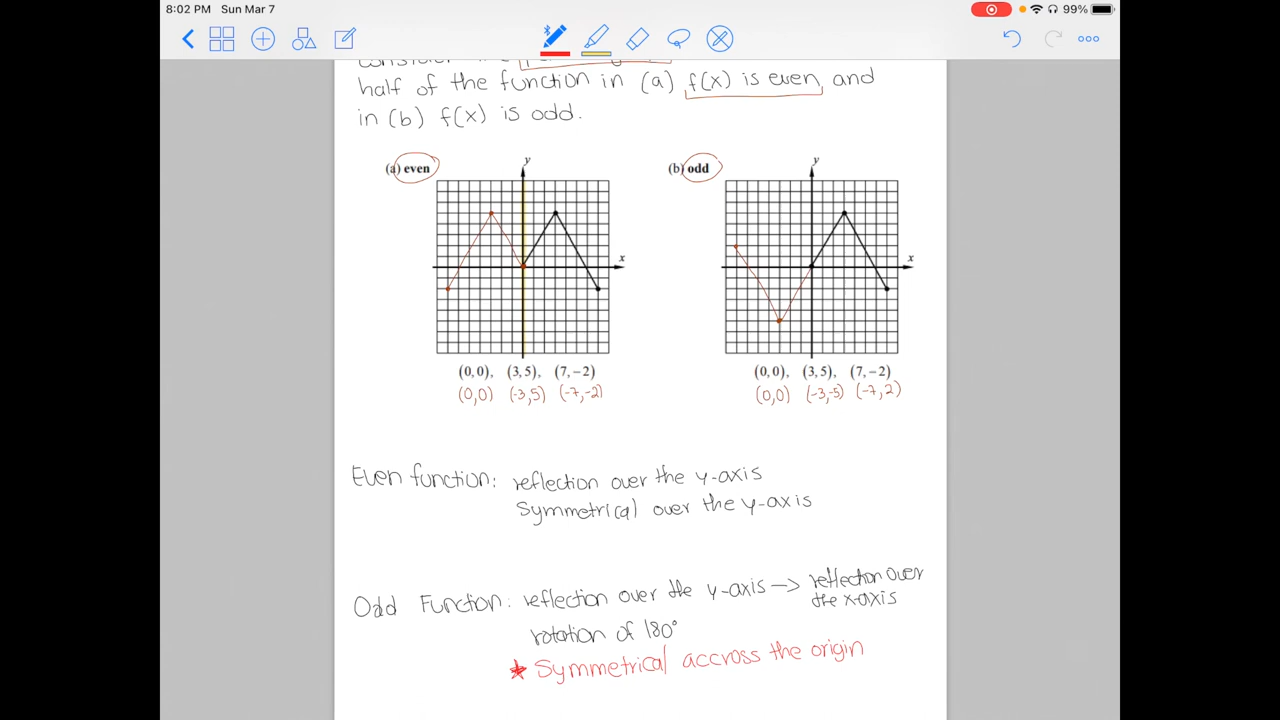 8:02 PM Sun Mar 7
99%
half of the function in (a) f(x) is even, and
in (b) f(x) is odd.
(a) even
y
x
(b) odd
y
x
(0, 0), (3, 5), (7, −2)
(0,0) (-3,5) (-7,-2)
(0, 0), (3, 5), (7, −2)
(0,0) (-3,-5) (-7,2)
Even function: reflection over the y-axis
Symmetrical over the y-axis
Odd Function: reflection over the y-axis → reflection over
the x-axis
rotation of 180°
* Symmetrical accross the origin